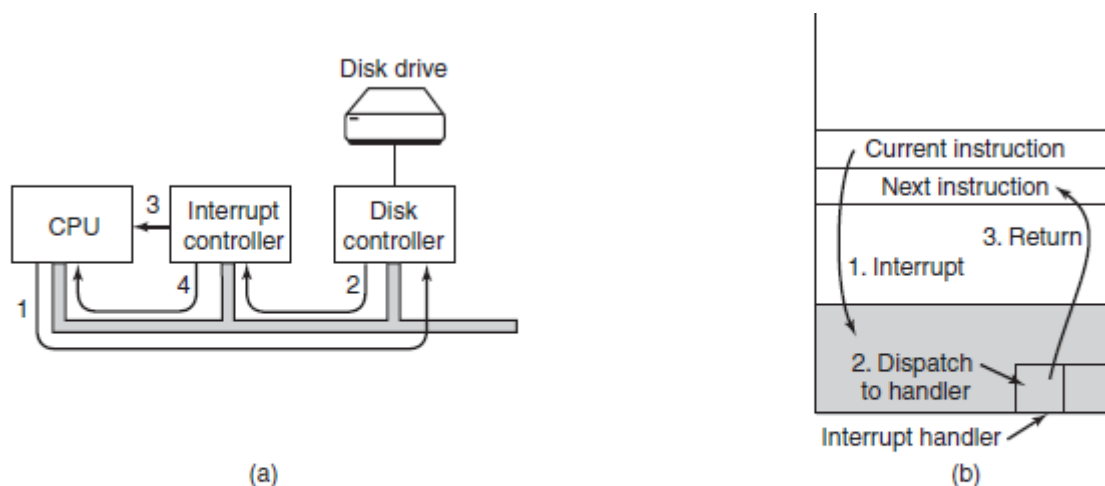 Disk drive
CPU
3
Interrupt
controller
Disk
controller
1
4
2
(a)
Current instruction
Next instruction
3. Return
1. Interrupt
2. Dispatch
to handler
Interrupt handler
(b)